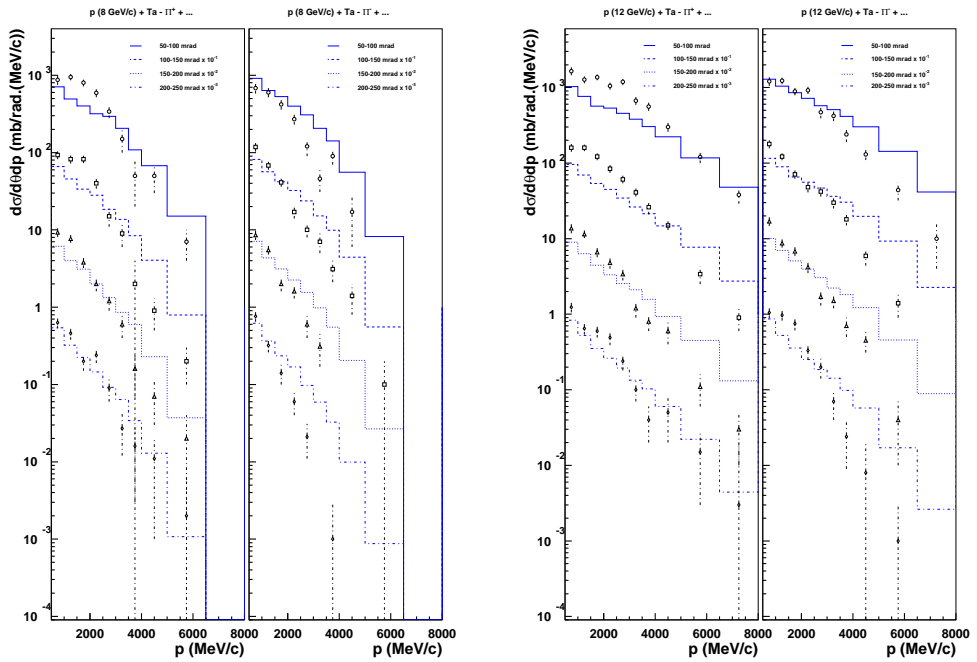 p (8 GeV/c) + Ta - Π⁺ + ...
p (8 GeV/c) + Ta - Π⁻ + ...
dσ/dθdp (mb/rad.(MeV/c))
10³
10²
10
1
10⁻¹
10⁻²
10⁻³
10⁻⁴
50-100 mrad
100-150 mrad x 10⁻¹
150-200 mrad x 10⁻²
200-250 mrad x 10⁻³
50-100 mrad
100-150 mrad x 10⁻¹
150-200 mrad x 10⁻²
200-250 mrad x 10⁻³
2000 4000 6000 2000 4000 6000 8000
p (MeV/c) p (MeV/c)
p (12 GeV/c) + Ta - Π⁺ + ...
p (12 GeV/c) + Ta - Π⁻ + ...
dσ/dθdp (mb/rad.(MeV/c))
10⁴
10³
10²
10
1
10⁻¹
10⁻²
10⁻³
10⁻⁴
50-100 mrad
100-150 mrad x 10⁻¹
150-200 mrad x 10⁻²
200-250 mrad x 10⁻³
50-100 mrad
100-150 mrad x 10⁻¹
150-200 mrad x 10⁻²
200-250 mrad x 10⁻³
2000 4000 6000 2000 4000 6000 8000
p (MeV/c) p (MeV/c)